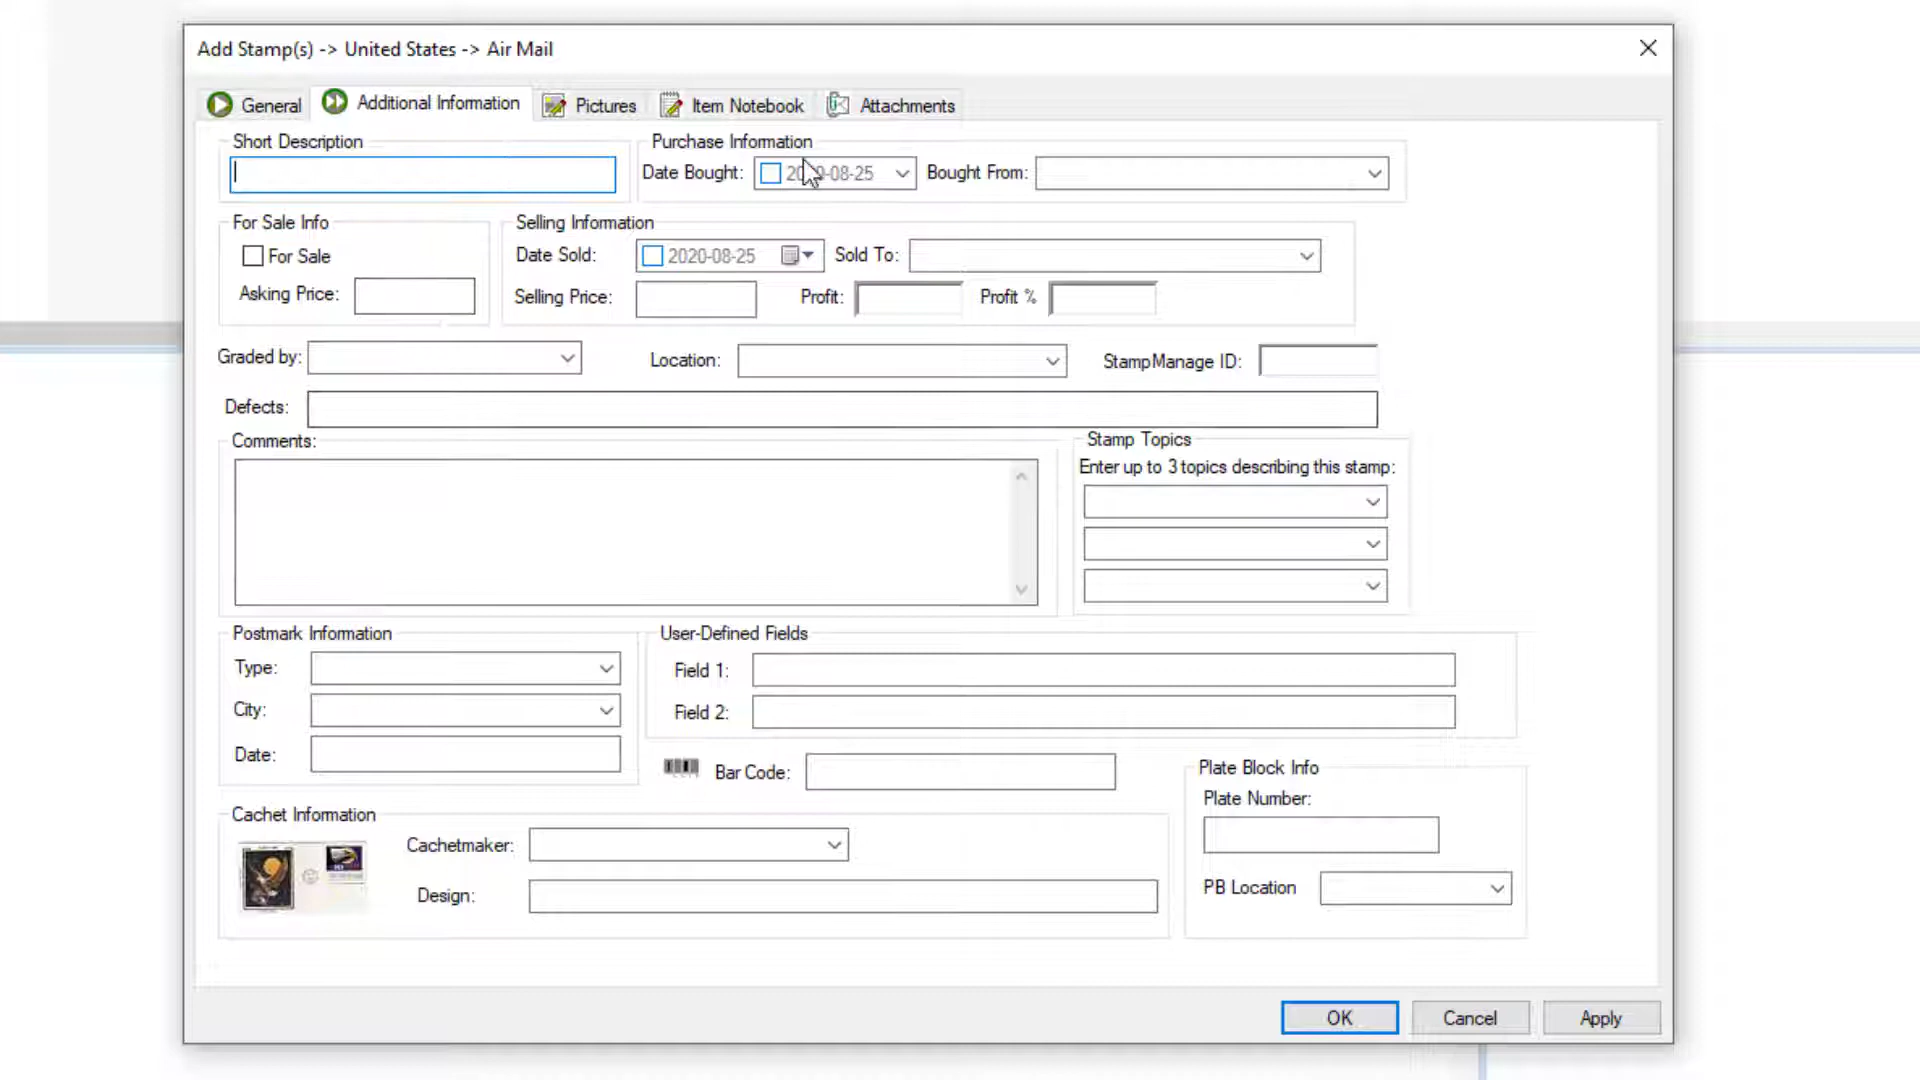 Add Stamp(s) -> United States -> Air Mail
General Additional Information Pictures Item Notebook Attachments
Short Description
Purchase Information
Date Bought: 2020-08-25 Bought From:
For Sale Info
For Sale
Asking Price:
Selling Information
Date Sold: 2020-08-25 Sold To:
Selling Price: Profit: Profit %
Graded by: Location: StampManage ID:
Defects:
Comments:
Stamp Topics
Enter up to 3 topics describing this stamp:
Postmark Information
Type:
City:
Date:
User-Defined Fields
Field 1:
Field 2:
Bar Code:
Plate Block Info
Plate Number:
PB Location
Cachet Information
Cachetmaker:
Design:
OK Cancel Apply